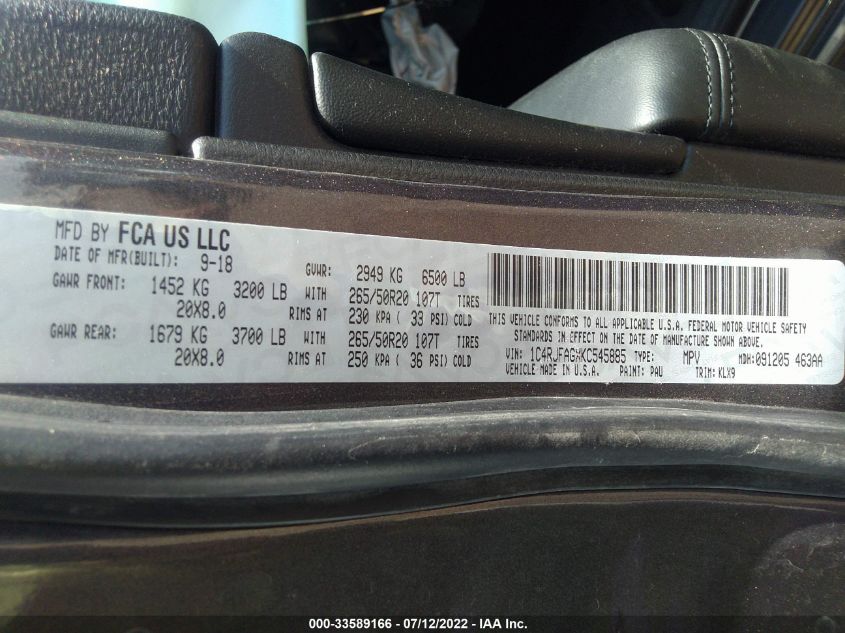 MFD BY FCA US LLC
DATE OF MFR(BUILT): 9-18
GVWR: 2949 KG 6500 LB
GAWR FRONT: 1452 KG 3200 LB WITH 265/50R20 107T TIRES
20X8.0 RIMS AT 230 KPA ( 33 PSI) COLD
GAWR REAR: 1679 KG 3700 LB WITH 265/50R20 107T TIRES
20X8.0 RIMS AT 250 KPA ( 36 PSI) COLD
THIS VEHICLE CONFORMS TO ALL APPLICABLE U.S.A. FEDERAL MOTOR VEHICLE SAFETY
STANDARDS IN EFFECT ON THE DATE OF MANUFACTURE SHOWN ABOVE.
VIN: 1C4RJFAGXKC545885 TYPE: MPV MDH: 091205 463AA
VEHICLE MADE IN U.S.A. PAINT: PAU TRIM: KLX9
000-33589166 - 07/12/2022 - IAA Inc.